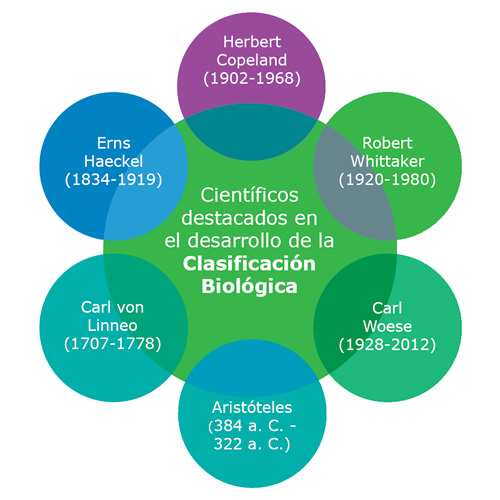 Herbert
Copeland
(1902-1968)
Erns
Haeckel
(1834-1919)
Robert
Whittaker
(1920-1980)
Científicos
destacados en
el desarrollo de la
Clasificación
Biológica
Carl von
Linneo
(1707-1778)
Carl
Woese
(1928-2012)
Aristóteles
(384 a. C. -
322 a. C.)